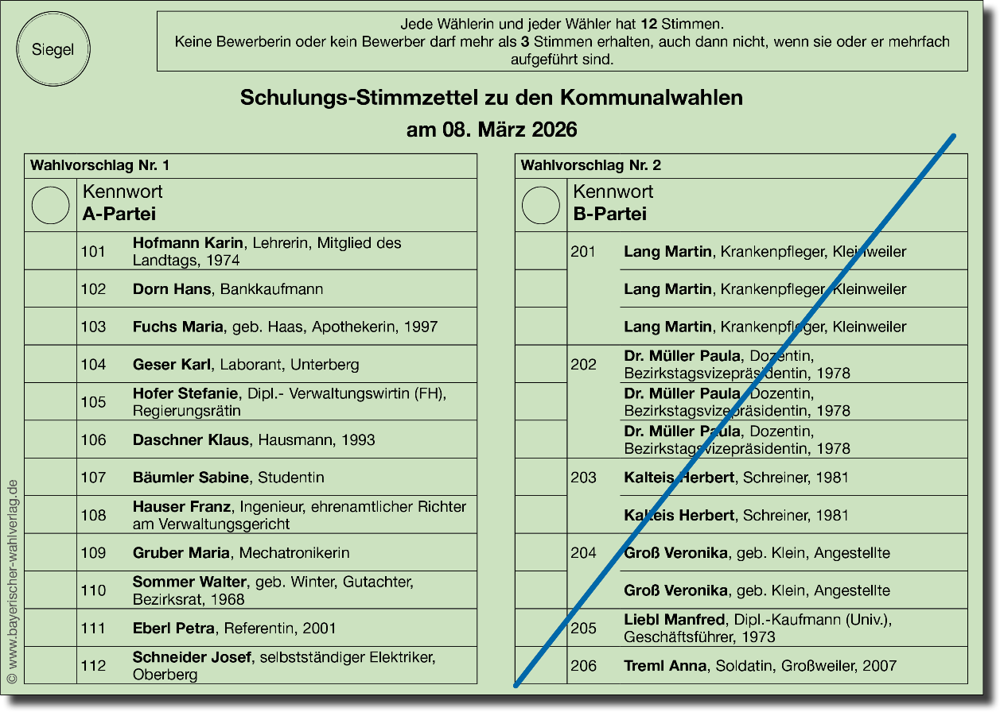 Siegel
Jede Wählerin und jeder Wähler hat 12 Stimmen.
Keine Bewerberin oder kein Bewerber darf mehr als 3 Stimmen erhalten, auch dann nicht, wenn sie oder er mehrfach
aufgeführt sind.
Schulungs-Stimmzettel zu den Kommunalwahlen
am 08. März 2026
Wahlvorschlag Nr. 1
Kennwort
A-Partei
101 Hofmann Karin, Lehrerin, Mitglied des
Landtags, 1974
102 Dorn Hans, Bankkaufmann
103 Fuchs Maria, geb. Haas, Apothekerin, 1997
104 Geser Karl, Laborant, Unterberg
105 Hofer Stefanie, Dipl.- Verwaltungswirtin (FH),
Regierungsrätin
106 Daschner Klaus, Hausmann, 1993
107 Bäumler Sabine, Studentin
108 Hauser Franz, Ingenieur, ehrenamtlicher Richter
am Verwaltungsgericht
109 Gruber Maria, Mechatronikerin
110 Sommer Walter, geb. Winter, Gutachter,
Bezirksrat, 1968
111 Eberl Petra, Referentin, 2001
112 Schneider Josef, selbstständiger Elektriker,
Oberberg
Wahlvorschlag Nr. 2
Kennwort
B-Partei
201 Lang Martin, Krankenpfleger, Kleinweiler
Lang Martin, Krankenpfleger, Kleinweiler
Lang Martin, Krankenpfleger, Kleinweiler
202 Dr. Müller Paula, Dozentin,
Bezirkstagsvizepräsidentin, 1978
Dr. Müller Paula, Dozentin,
Bezirkstagsvizepräsidentin, 1978
Dr. Müller Paula, Dozentin,
Bezirkstagsvizepräsidentin, 1978
203 Kalteis Herbert, Schreiner, 1981
Kalteis Herbert, Schreiner, 1981
204 Groß Veronika, geb. Klein, Angestellte
Groß Veronika, geb. Klein, Angestellte
205 Liebl Manfred, Dipl.-Kaufmann (Univ.),
Geschäftsführer, 1973
206 Treml Anna, Soldatin, Großweiler, 2007
© www.bayerischer-wahlverlag.de